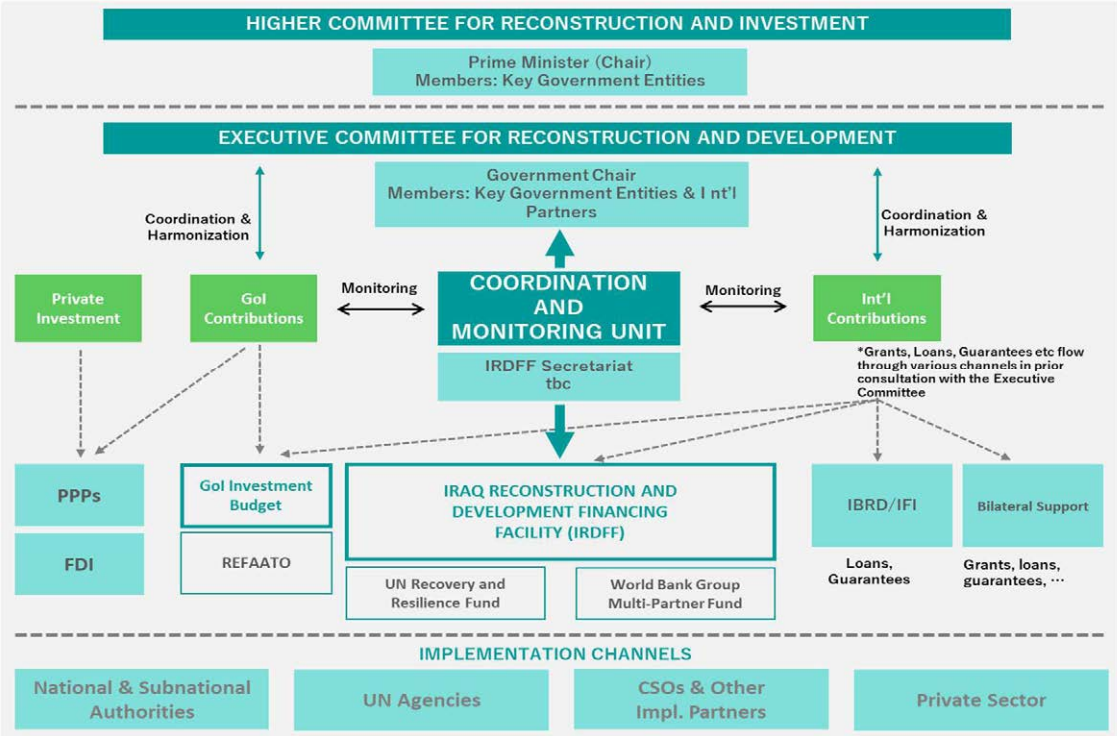 HIGHER COMMITTEE FOR RECONSTRUCTION AND INVESTMENT
Prime Minister (Chair)
Members: Key Government Entities
EXECUTIVE COMMITTEE FOR RECONSTRUCTION AND DEVELOPMENT
Government Chair
Members: Key Government Entities & I nt'l
Partners
Coordination &
Harmonization
Coordination &
Harmonization
Private
Investment
GoI
Contributions
Monitoring
COORDINATION
AND
MONITORING UNIT
Monitoring
Int'l
Contributions
IRDFF Secretariat
tbc
*Grants, Loans, Guarantees etc flow
through various channels in prior
consultation with the Executive
Committee
PPPs
GoI Investment
Budget
IRAQ RECONSTRUCTION AND
DEVELOPMENT FINANCING
FACILITY (IRDFF)
IBRD/IFI
Bilateral Support
FDI
REFAATO
UN Recovery and
Resilience Fund
World Bank Group
Multi-Partner Fund
Loans,
Guarantees
Grants, loans,
guarantees, ...
IMPLEMENTATION CHANNELS
National & Subnational
Authorities
UN Agencies
CSOs & Other
Impl. Partners
Private Sector